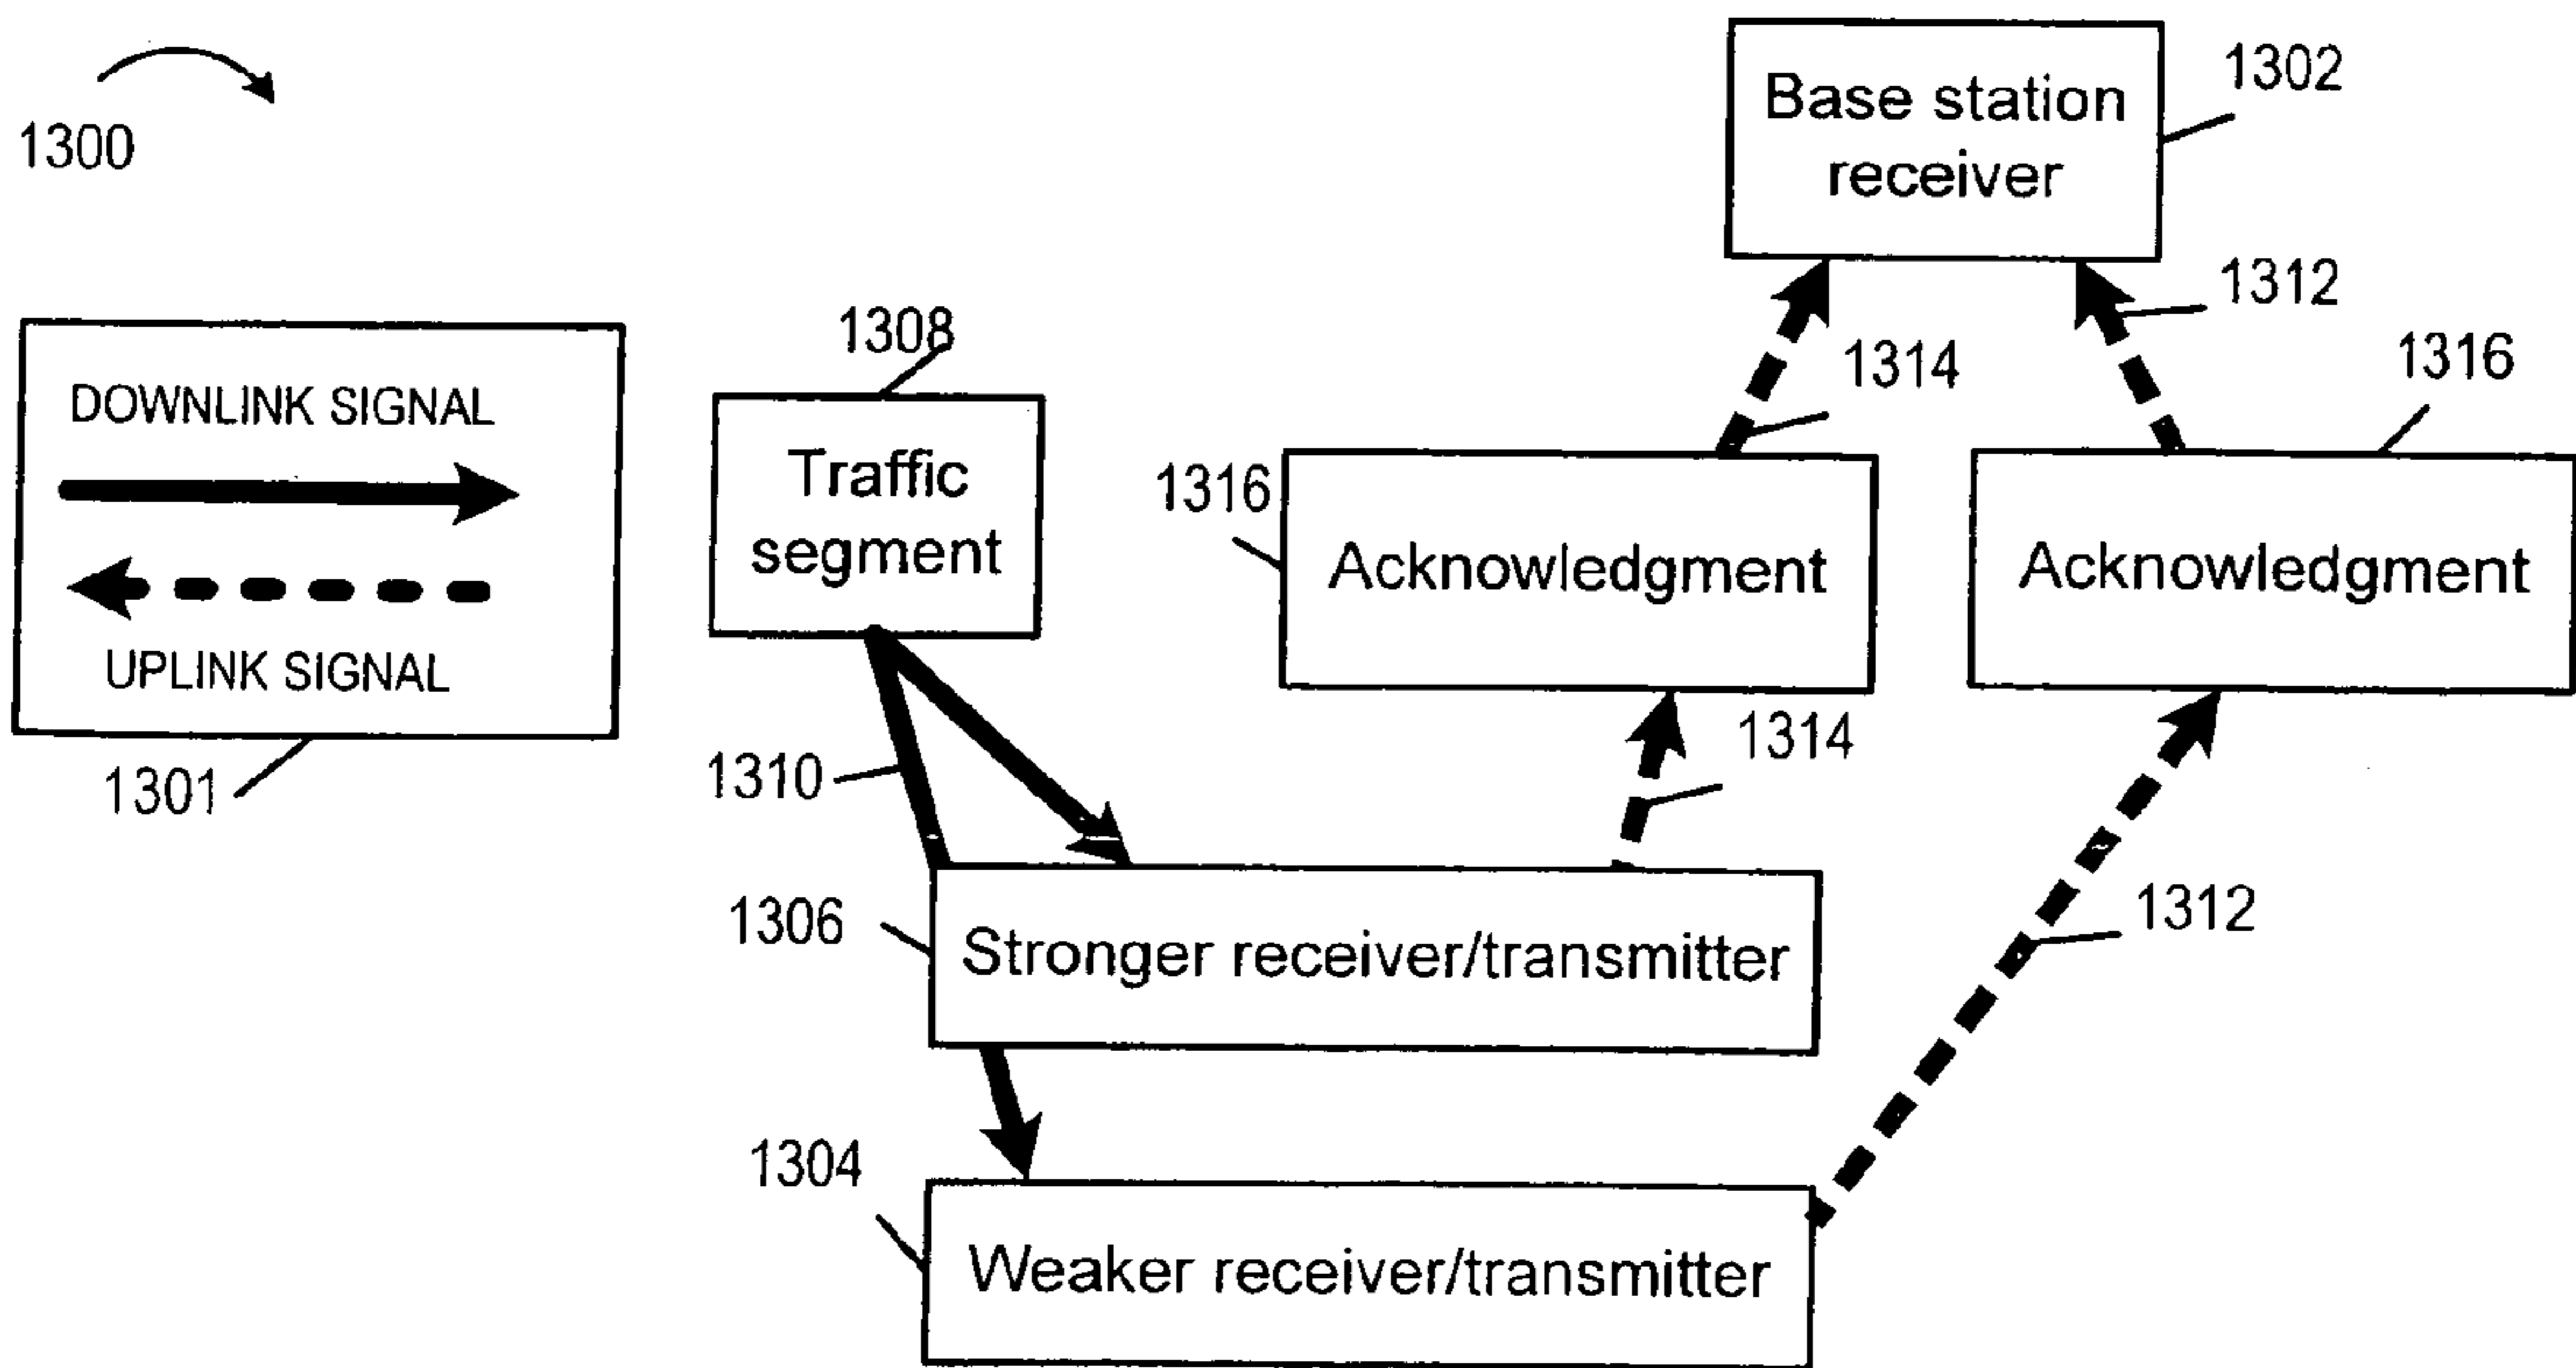 1300
Base station
receiver
1302
1312
1308
1314
1316
DOWNLINK SIGNAL
UPLINK SIGNAL
1301
Traffic
segment
1316
Acknowledgment
Acknowledgment
1310
1314
1306
Stronger receiver/transmitter
1312
1304
Weaker receiver/transmitter